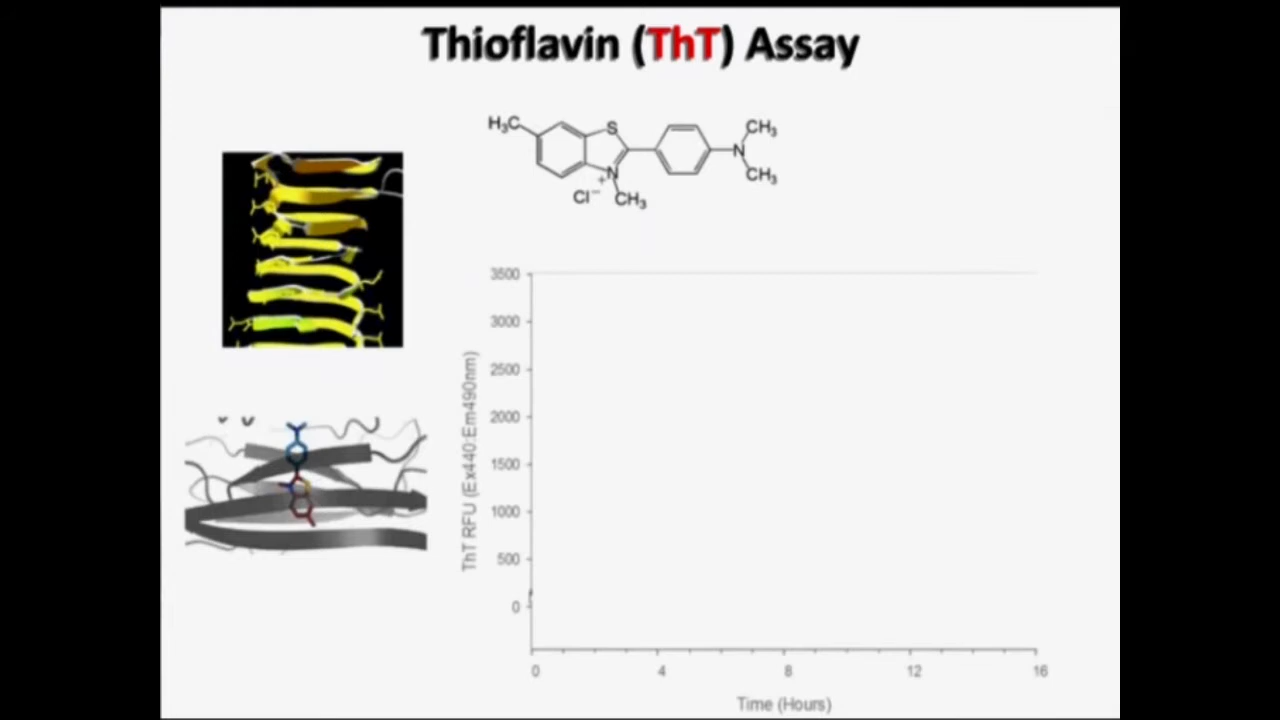 Thioflavin (ThT) Assay
H₃C
S
N
CH₃
CH₃
+
N
Cl⁻
CH₃
3500
3000
2500
2000
1500
1000
500
0
ThT RFU (Ex440:Em490nm)
0 4 8 12 16
Time (Hours)